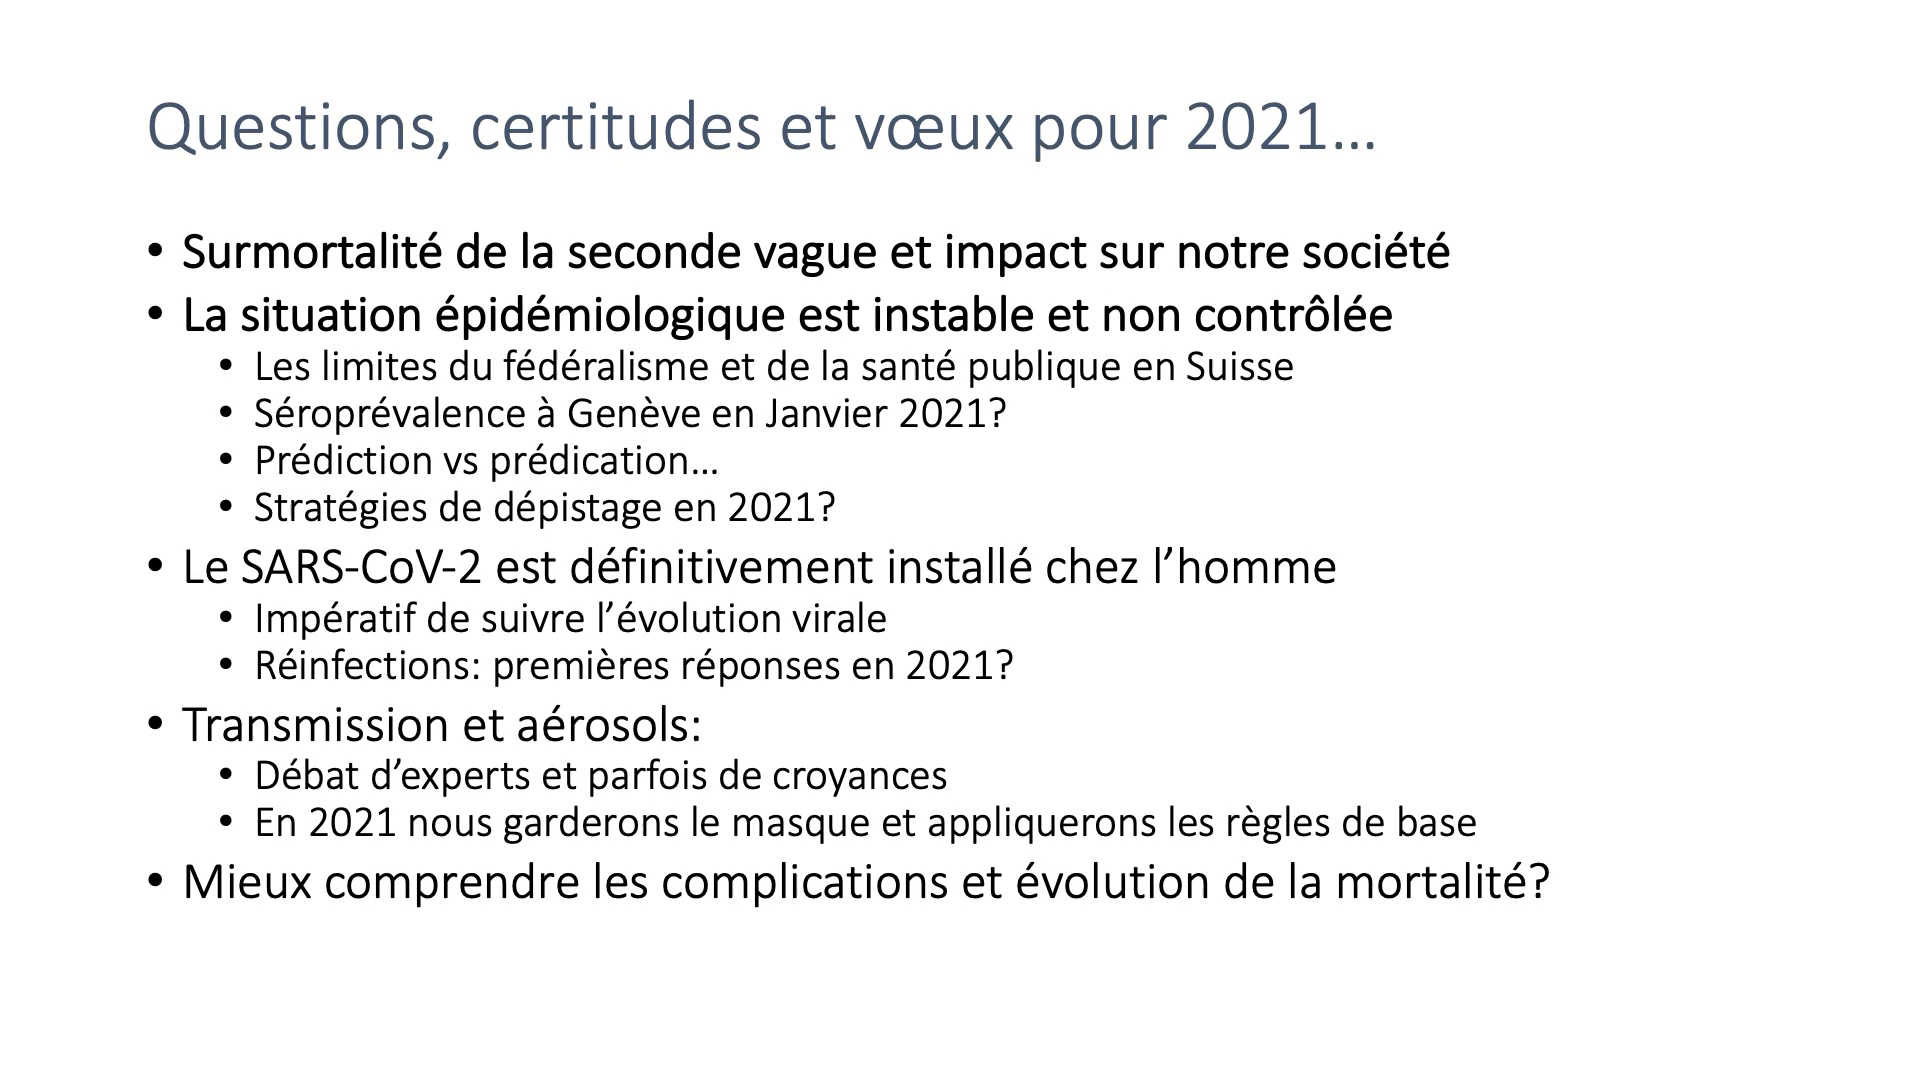 Questions, certitudes et vœux pour 2021…
• Surmortalité de la seconde vague et impact sur notre société
• La situation épidémiologique est instable et non contrôlée
• Les limites du fédéralisme et de la santé publique en Suisse
• Séroprévalence à Genève en Janvier 2021?
• Prédiction vs prédication…
• Stratégies de dépistage en 2021?
• Le SARS-CoV-2 est définitivement installé chez l’homme
• Impératif de suivre l’évolution virale
• Réinfections: premières réponses en 2021?
• Transmission et aérosols:
• Débat d’experts et parfois de croyances
• En 2021 nous garderons le masque et appliquerons les règles de base
• Mieux comprendre les complications et évolution de la mortalité?